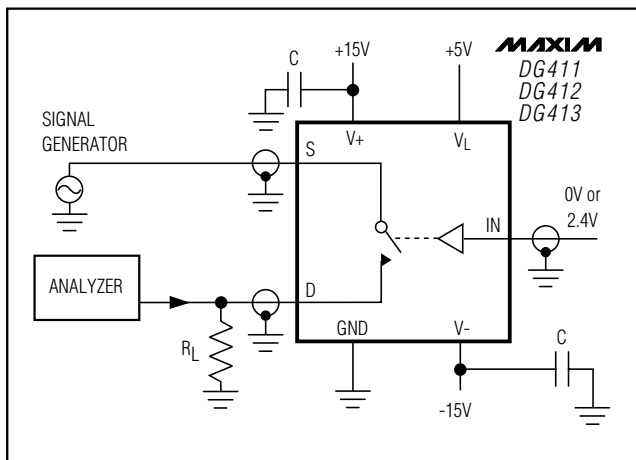 +15V
+5V
MAXIM
DG411
DG412
DG413
C
SIGNAL
GENERATOR
S
V+
VL
0V or
2.4V
IN
ANALYZER
D
RL
GND
V-
C
-15V